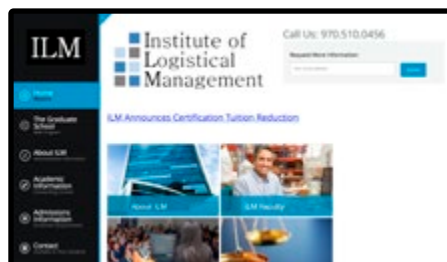 ILM
Institute of
Logistical
Management
Call Us: 970.510.0456
Request More Information
Home
The Graduate
School
About ILM
Academic
Information
Admissions
Information
Contact
ILM Announces Certification Tuition Reduction
About ILM
ILM Faculty